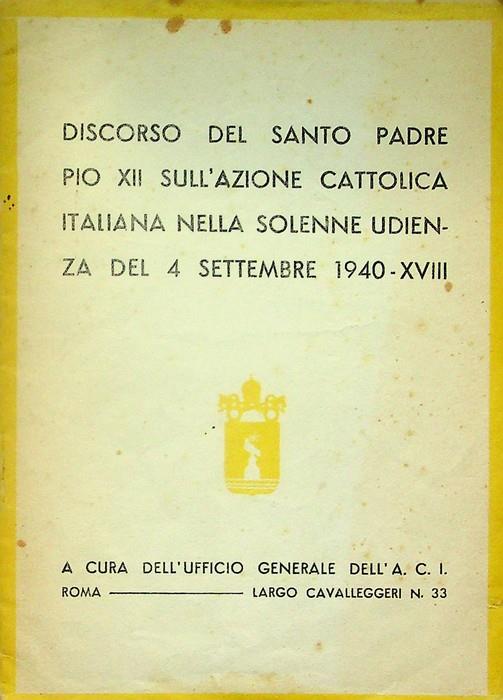 DISCORSO DEL SANTO PADRE
PIO XII SULL'AZIONE CATTOLICA
ITALIANA NELLA SOLENNE UDIEN-
ZA DEL 4 SETTEMBRE 1940-XVIII
A CURA DELL'UFFICIO GENERALE DELL'A. C. I.
ROMA ——— LARGO CAVALLEGGERI N. 33